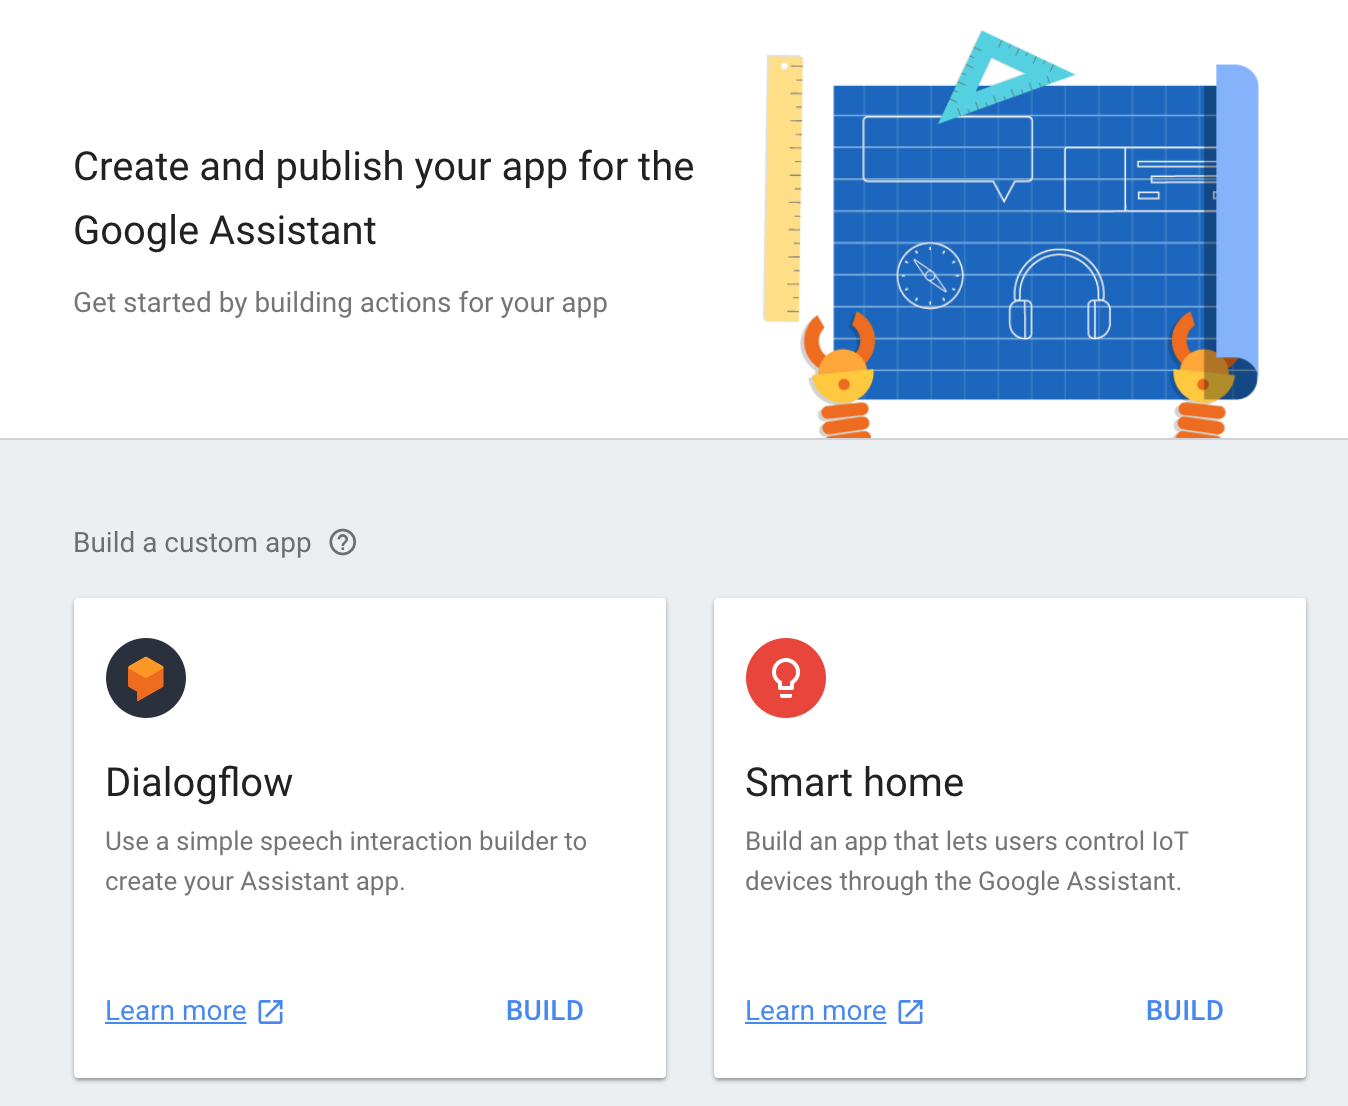 Create and publish your app for the
Google Assistant
Get started by building actions for your app
Build a custom app
Dialogflow
Use a simple speech interaction builder to
create your Assistant app.
Learn more
BUILD
Smart home
Build an app that lets users control IoT
devices through the Google Assistant.
Learn more
BUILD